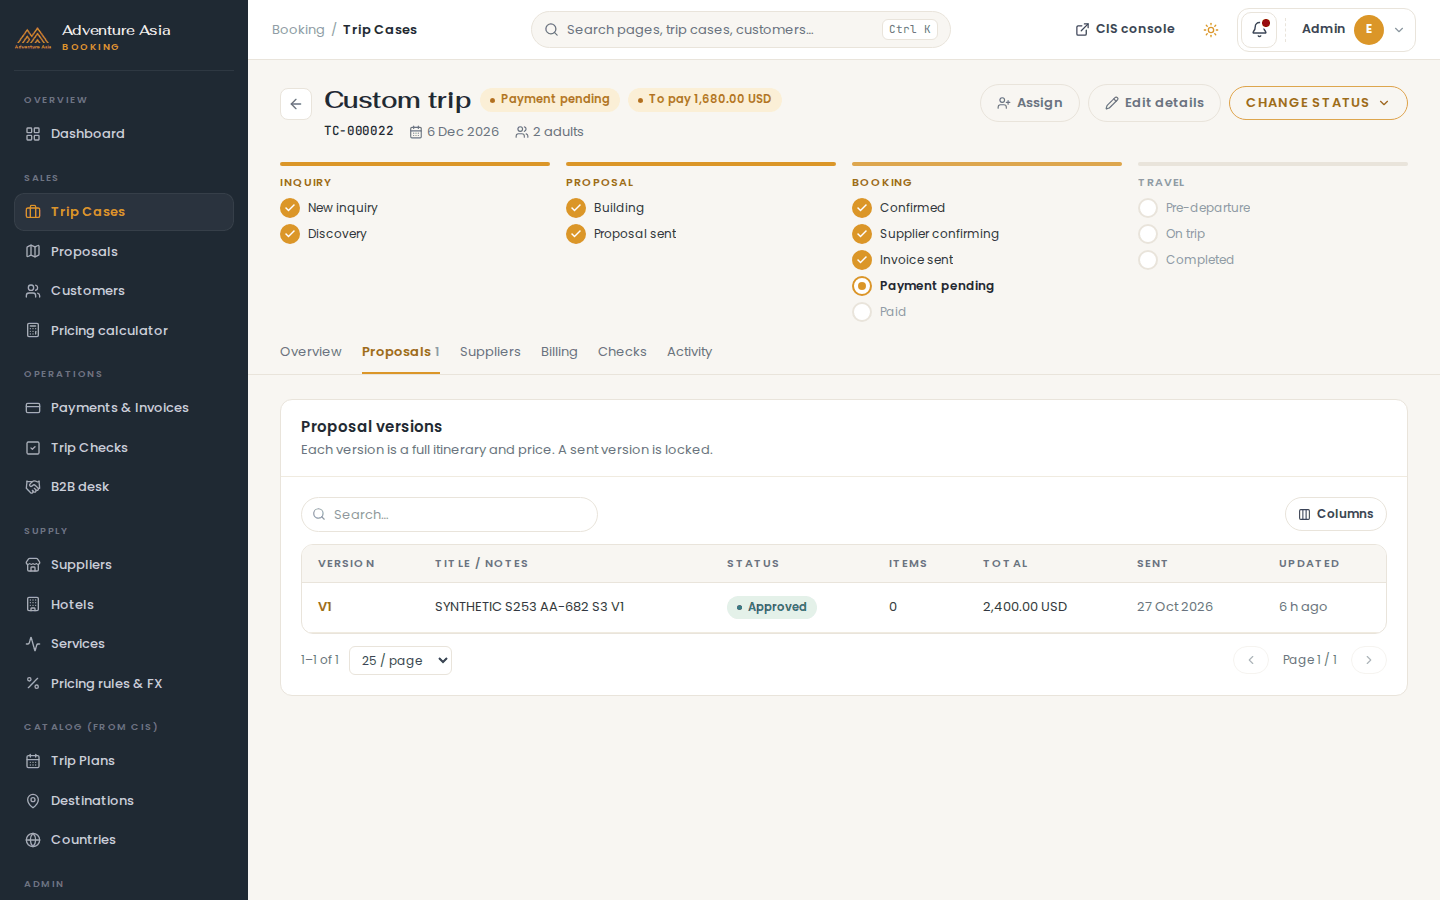 Adventure Asia
Adventure Asia
BOOKING
OVERVIEW
Dashboard
SALES
Trip Cases
Proposals
Customers
Pricing calculator
OPERATIONS
Payments & Invoices
Trip Checks
B2B desk
SUPPLY
Suppliers
Hotels
Services
Pricing rules & FX
CATALOG (FROM CIS)
Trip Plans
Destinations
Countries
ADMIN
Booking / Trip Cases
Search pages, trip cases, customers...
Ctrl K
CIS console
Admin
E
Custom trip
Payment pending
To pay 1,680.00 USD
TC-000022
6 Dec 2026
2 adults
Assign
Edit details
CHANGE STATUS
INQUIRY
New inquiry
Discovery
PROPOSAL
Building
Proposal sent
BOOKING
Confirmed
Supplier confirming
Invoice sent
Payment pending
Paid
TRAVEL
Pre-departure
On trip
Completed
Overview
Proposals 1
Suppliers
Billing
Checks
Activity
Proposal versions
Each version is a full itinerary and price. A sent version is locked.
Search...
Columns
VERSION TITLE / NOTES STATUS ITEMS TOTAL SENT UPDATED
V1 SYNTHETIC S253 AA-682 S3 V1 Approved 0 2,400.00 USD 27 Oct 2026 6 h ago
1–1 of 1
25 / page
Page 1 / 1